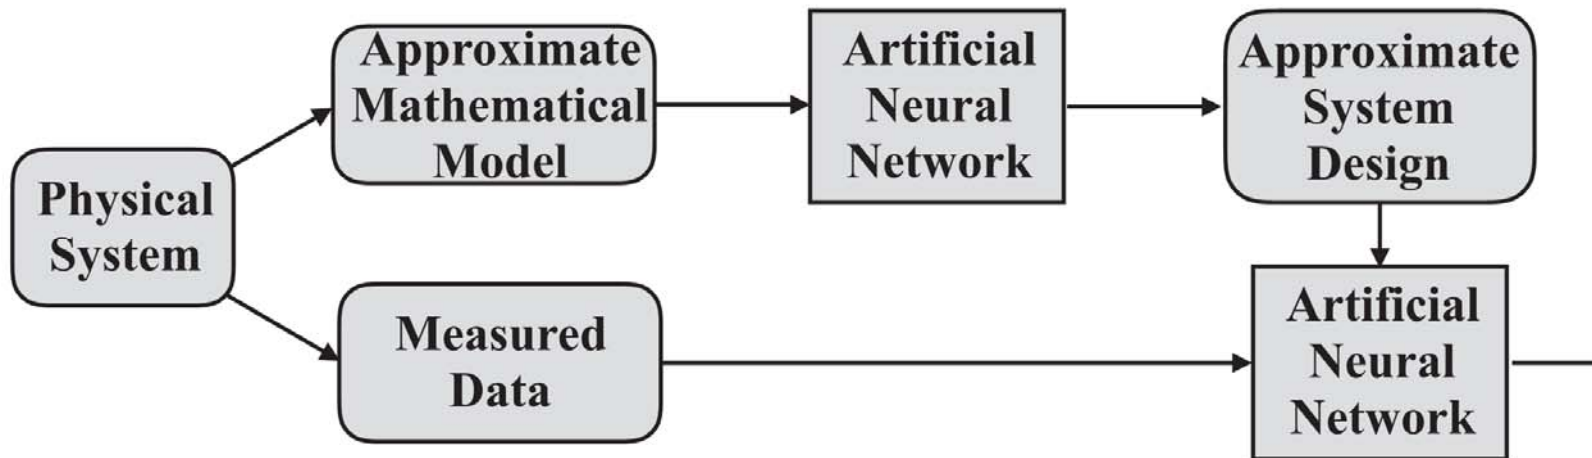 Approximate
Mathematical
Model
Artificial
Neural
Network
Approximate
System
Design
Physical
System
Measured
Data
Artificial
Neural
Network